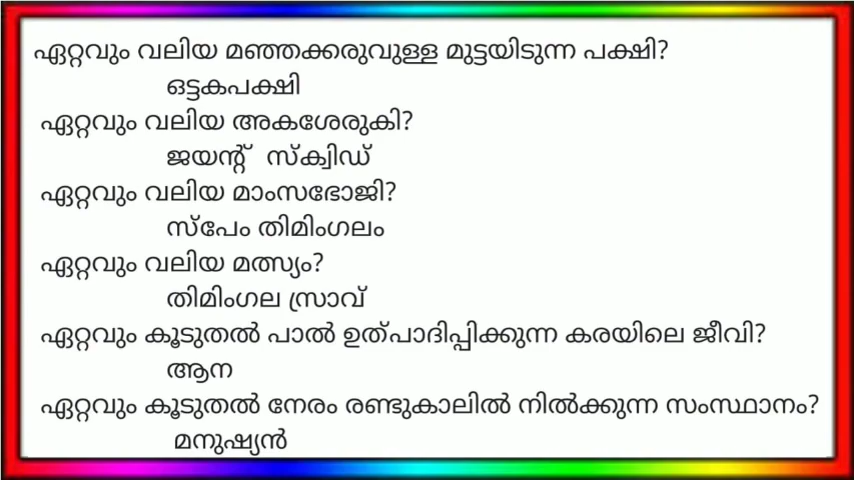 ഏറ്റവും വലിയ മഞ്ഞക്കരുവുള്ള മുട്ടയിടുന്ന പക്ഷി?
ഒട്ടകപക്ഷി
ഏറ്റവും വലിയ അകശേരുകി?
ജയന്റ് സ്ക്വിഡ്
ഏറ്റവും വലിയ മാംസഭോജി?
സ്പേം തിമിംഗലം
ഏറ്റവും വലിയ മത്സ്യം?
തിമിംഗല സ്രാവ്
ഏറ്റവും കൂടുതൽ പാൽ ഉത്പാദിപ്പിക്കുന്ന കരയിലെ ജീവി?
ആന
ഏറ്റവും കൂടുതൽ നേരം രണ്ടുകാലിൽ നിൽക്കുന്ന സംസ്ഥാനം?
മനുഷ്യൻ